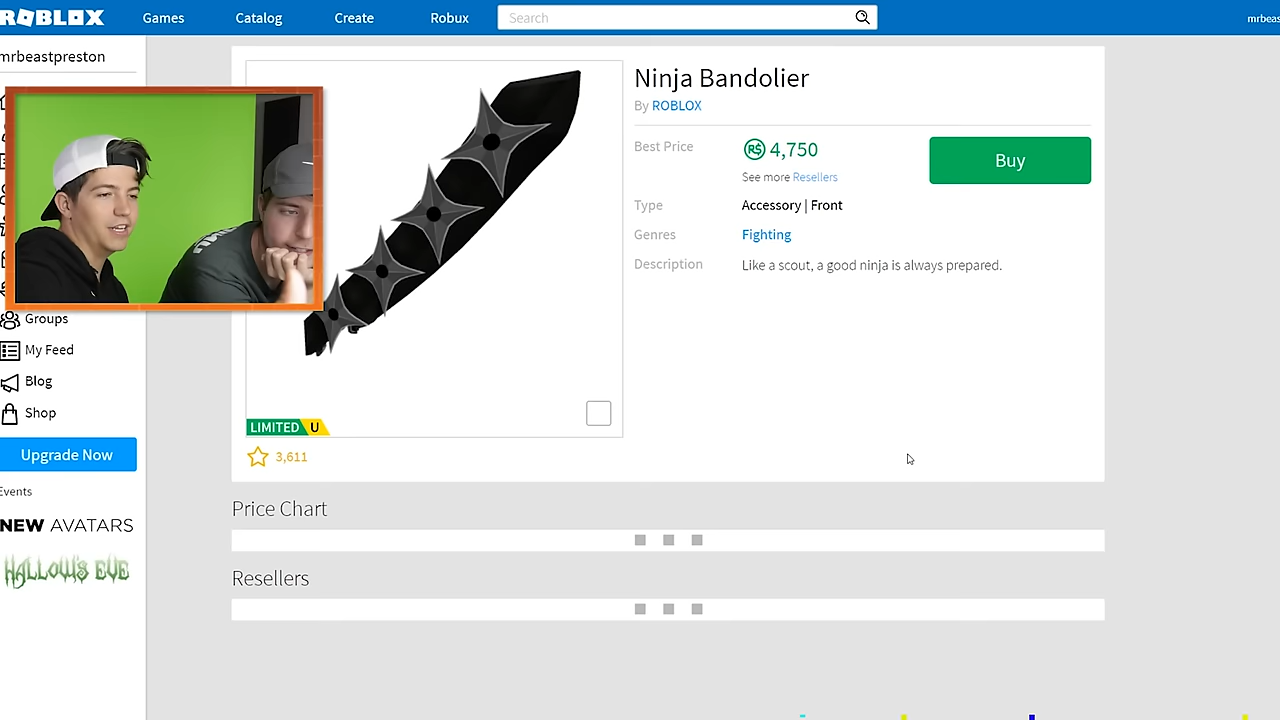 ROBLOX
Games
Catalog
Create
Robux
Search
mrbeas
mrbeastpreston
Groups
My Feed
Blog
Shop
Upgrade Now
Events
NEW AVATARS
HALLOW'S EVE
LIMITED U
3,611
Ninja Bandolier
By ROBLOX
Best Price
R$ 4,750
Buy
See more Resellers
Type
Accessory | Front
Genres
Fighting
Description
Like a scout, a good ninja is always prepared.
Price Chart
Resellers